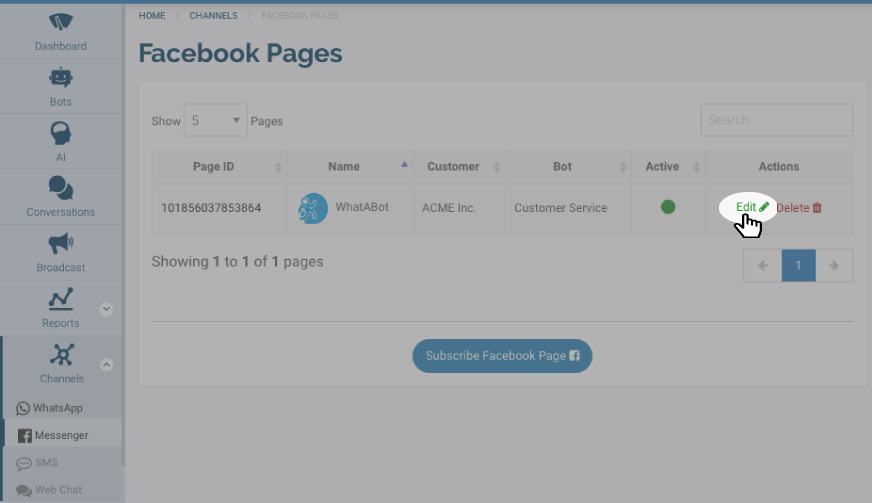 HOME / CHANNELS / FACEBOOK PAGES
Facebook Pages
Dashboard
Bots
AI
Conversations
Broadcast
Reports
Channels
WhatsApp
Messenger
SMS
Web Chat
Show 5 Pages
Search
Page ID Name Customer Bot Active Actions
101856037853864 WhatABot ACME Inc. Customer Service Edit Delete
Showing 1 to 1 of 1 pages
1
Subscribe Facebook Page